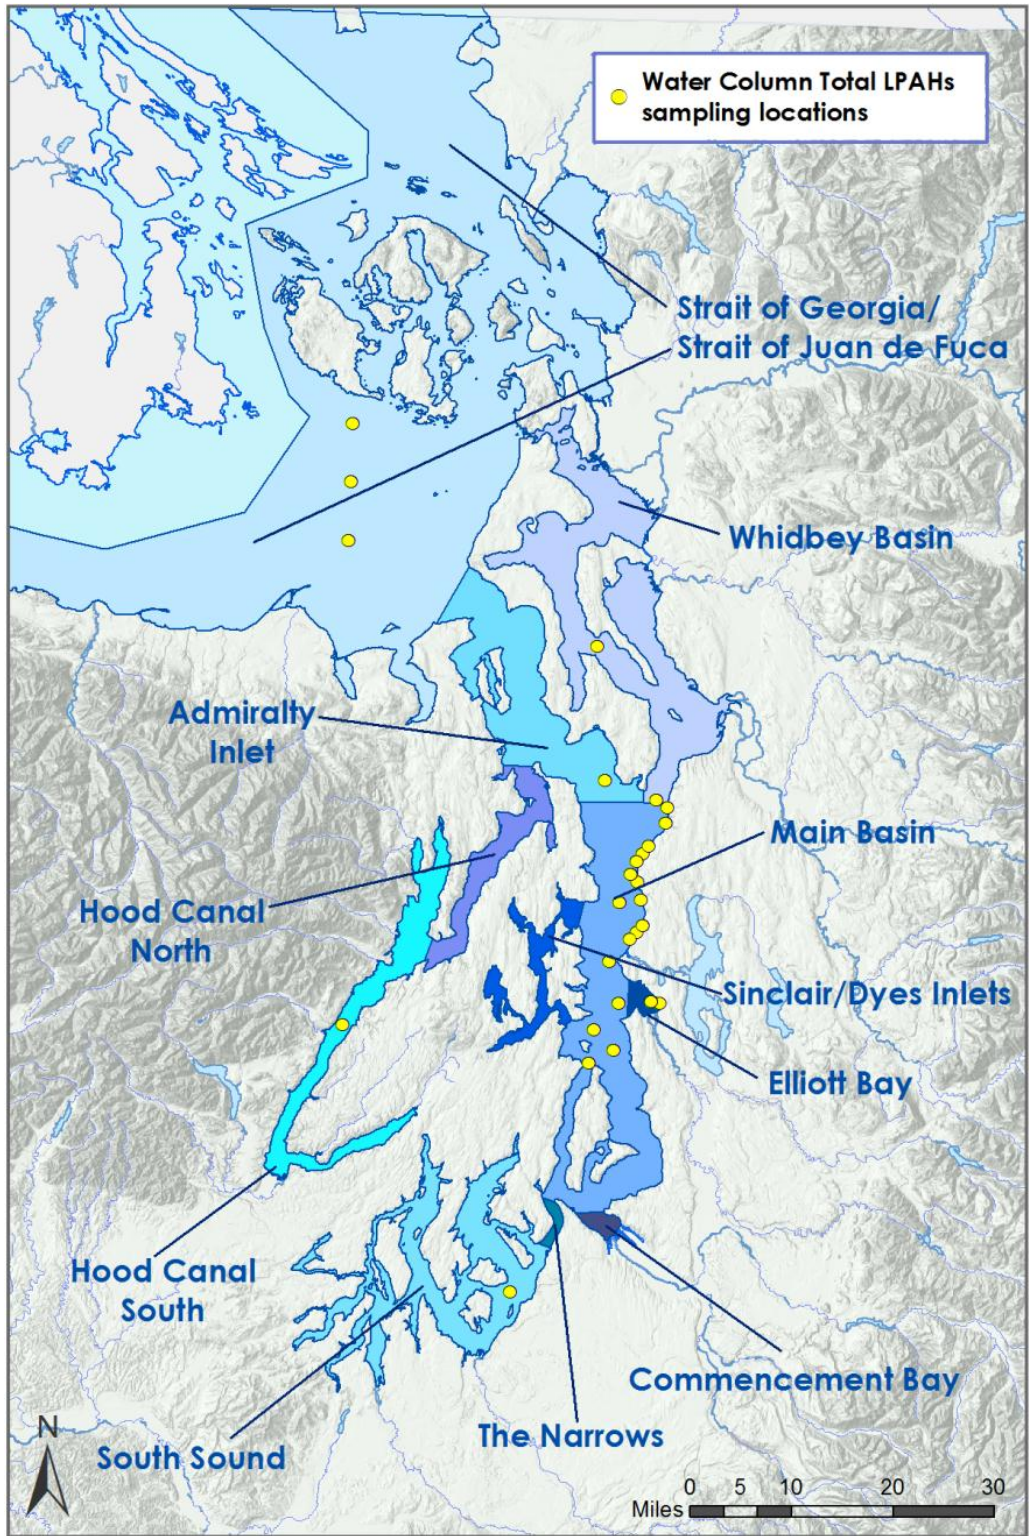 Water Column Total LPAHs
sampling locations
Strait of Georgia/
Strait of Juan de Fuca
Whidbey Basin
Admiralty
Inlet
Main Basin
Hood Canal
North
Sinclair/Dyes Inlets
Elliott Bay
Hood Canal
South
Commencement Bay
The Narrows
South Sound
N
0 5 10 20 30
Miles